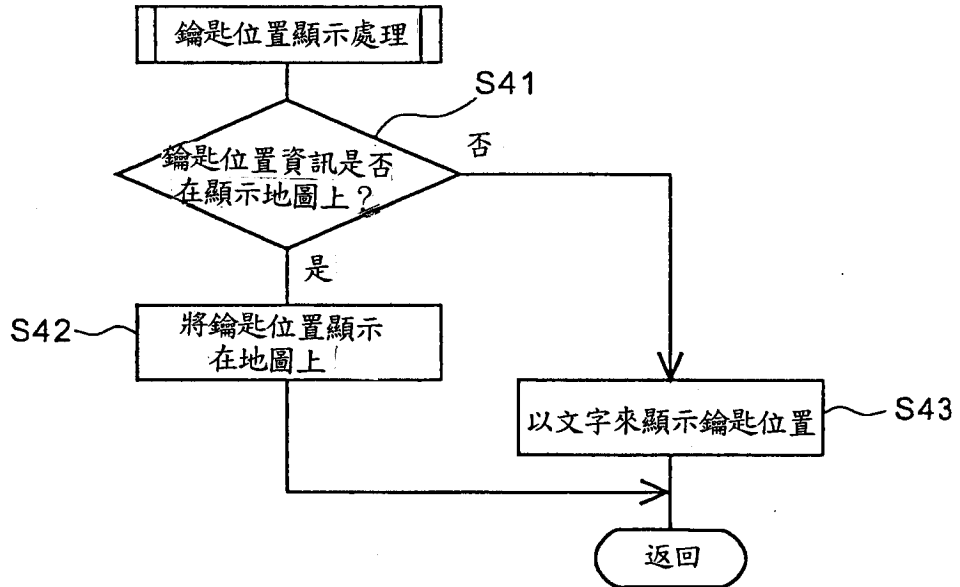 鑰匙位置顯示處理
S41
鑰匙位置資訊是否
在顯示地圖上？
否
是
S42
將鑰匙位置顯示
在地圖上
以文字來顯示鑰匙位置
S43
返回